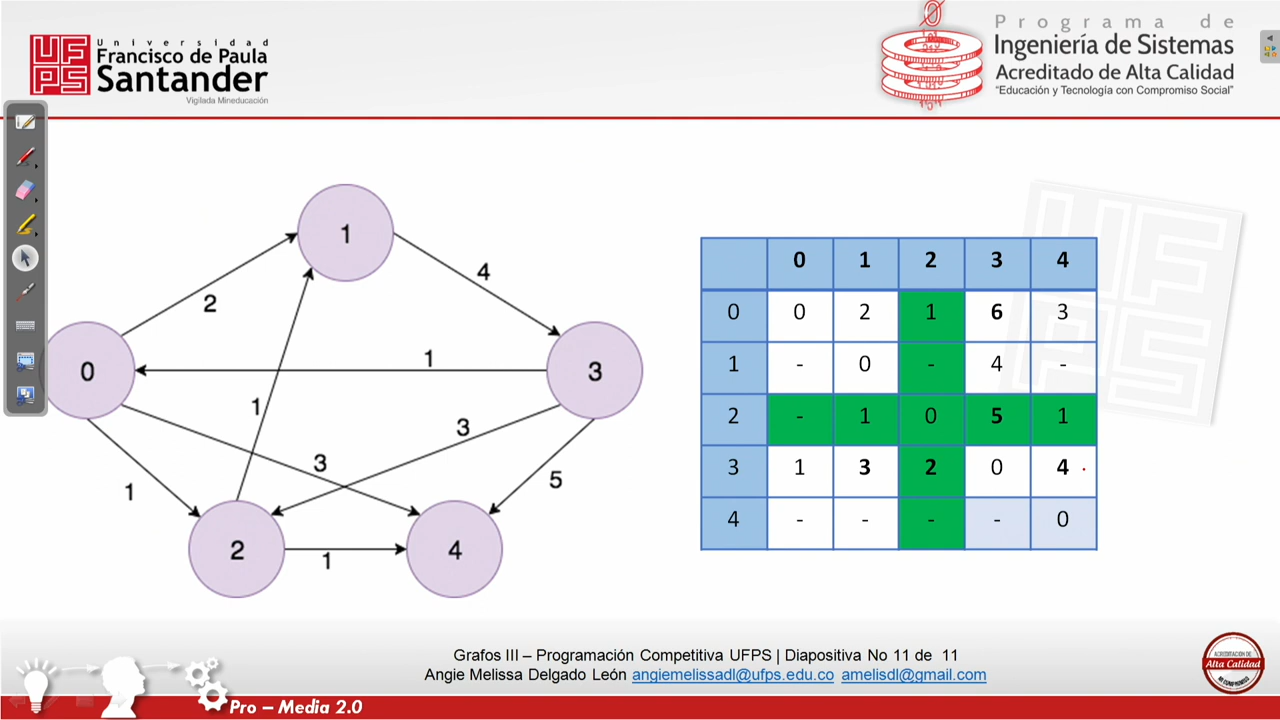 Universidad
Francisco de Paula
Santander
Vigilada Mineducación
Programa de
Ingeniería de Sistemas
Acreditado de Alta Calidad
"Educación y Tecnología con Compromiso Social"
1
2
4
0
1
3
1
3
3
1
5
2
1
4
0 1 2 3 4
0 0 2 1 6 3
1 - 0 - 4 -
2 - 1 0 5 1
3 1 3 2 0 4
4 - - - - 0
Grafos III – Programación Competitiva UFPS | Diapositiva No 11 de 11
Angie Melissa Delgado León angiemelissadl@ufps.edu.co amelisdl@gmail.com
Pro – Media 2.0
ACREDITACIÓN DE
Alta Calidad